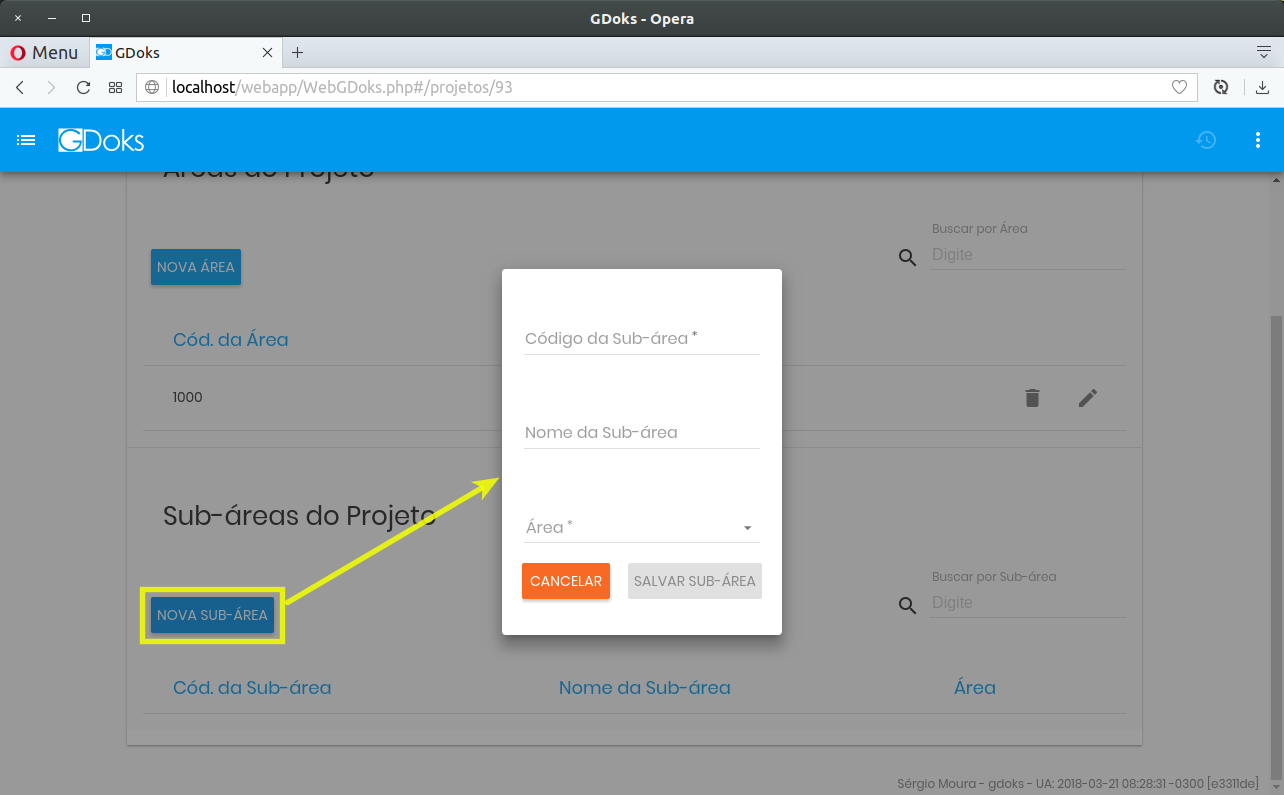 GDoks - Opera
Menu
GDoks
localhost/webapp/WebGDoks.php#/projetos/93
GDoks
Áreas do Projeto
Buscar por Área
Digite
NOVA ÁREA
Cód. da Área
1000
Código da Sub-área *
Nome da Sub-área
Área *
CANCELAR
SALVAR SUB-ÁREA
Sub-áreas do Projeto
Buscar por Sub-área
Digite
NOVA SUB-ÁREA
Cód. da Sub-área
Nome da Sub-área
Área
Sérgio Moura - gdoks - UA: 2018-03-21 08:28:31 -0300 [e3311de]